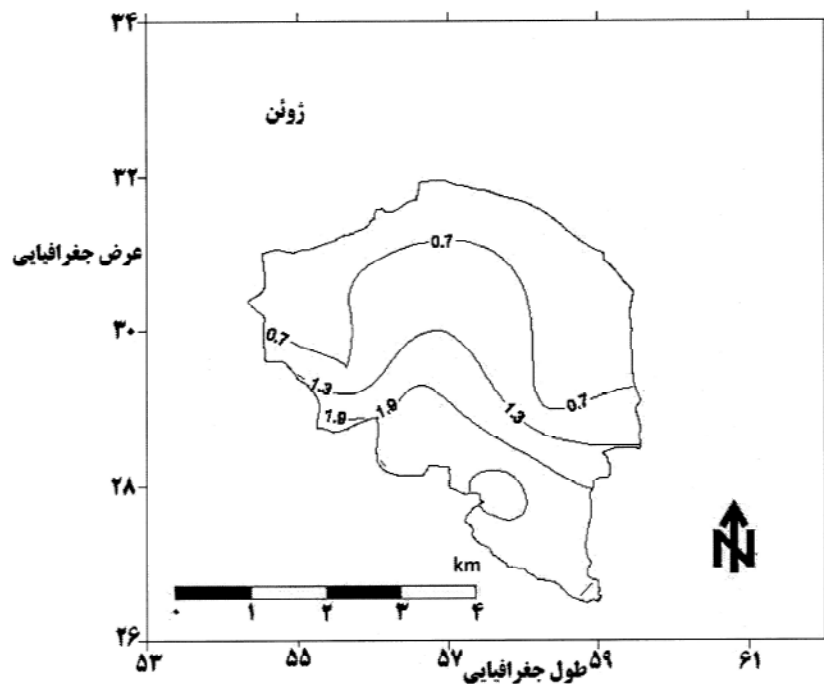 ۳۴
ژوئن
۳۲
0.7
عرض جغرافیایی
۳۰
0.7
1.3
0.7
1.9
1.9
1.3
۲۸
N
km
۰ ۱ ۲ ۳ ۴
۲۶
۵۳ ۵۵ ۵۷ ۵۹ ۶۱
طول جغرافیایی